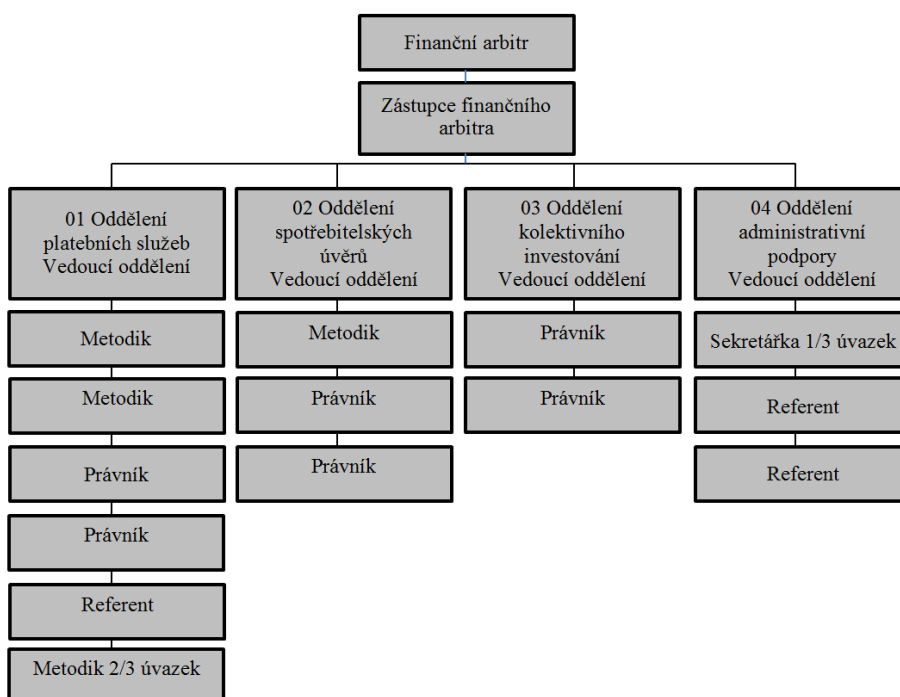 Finanční arbitr
Zástupce finančního
arbitra
01 Oddělení
platebních služeb
Vedoucí oddělení
Metodik
Metodik
Právník
Právník
Referent
Metodik 2/3 úvazek
02 Oddělení
spotřebitelských
úvěrů
Vedoucí oddělení
Metodik
Právník
Právník
03 Oddělení
kolektivního
investování
Vedoucí oddělení
Právník
Právník
04 Oddělení
administrativní
podpory
Vedoucí oddělení
Sekretářka 1/3 úvazek
Referent
Referent